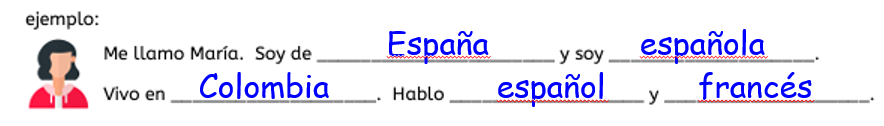 ejemplo:
Me llamo María. Soy de España y soy española.
Vivo en Colombia. Hablo español y francés.